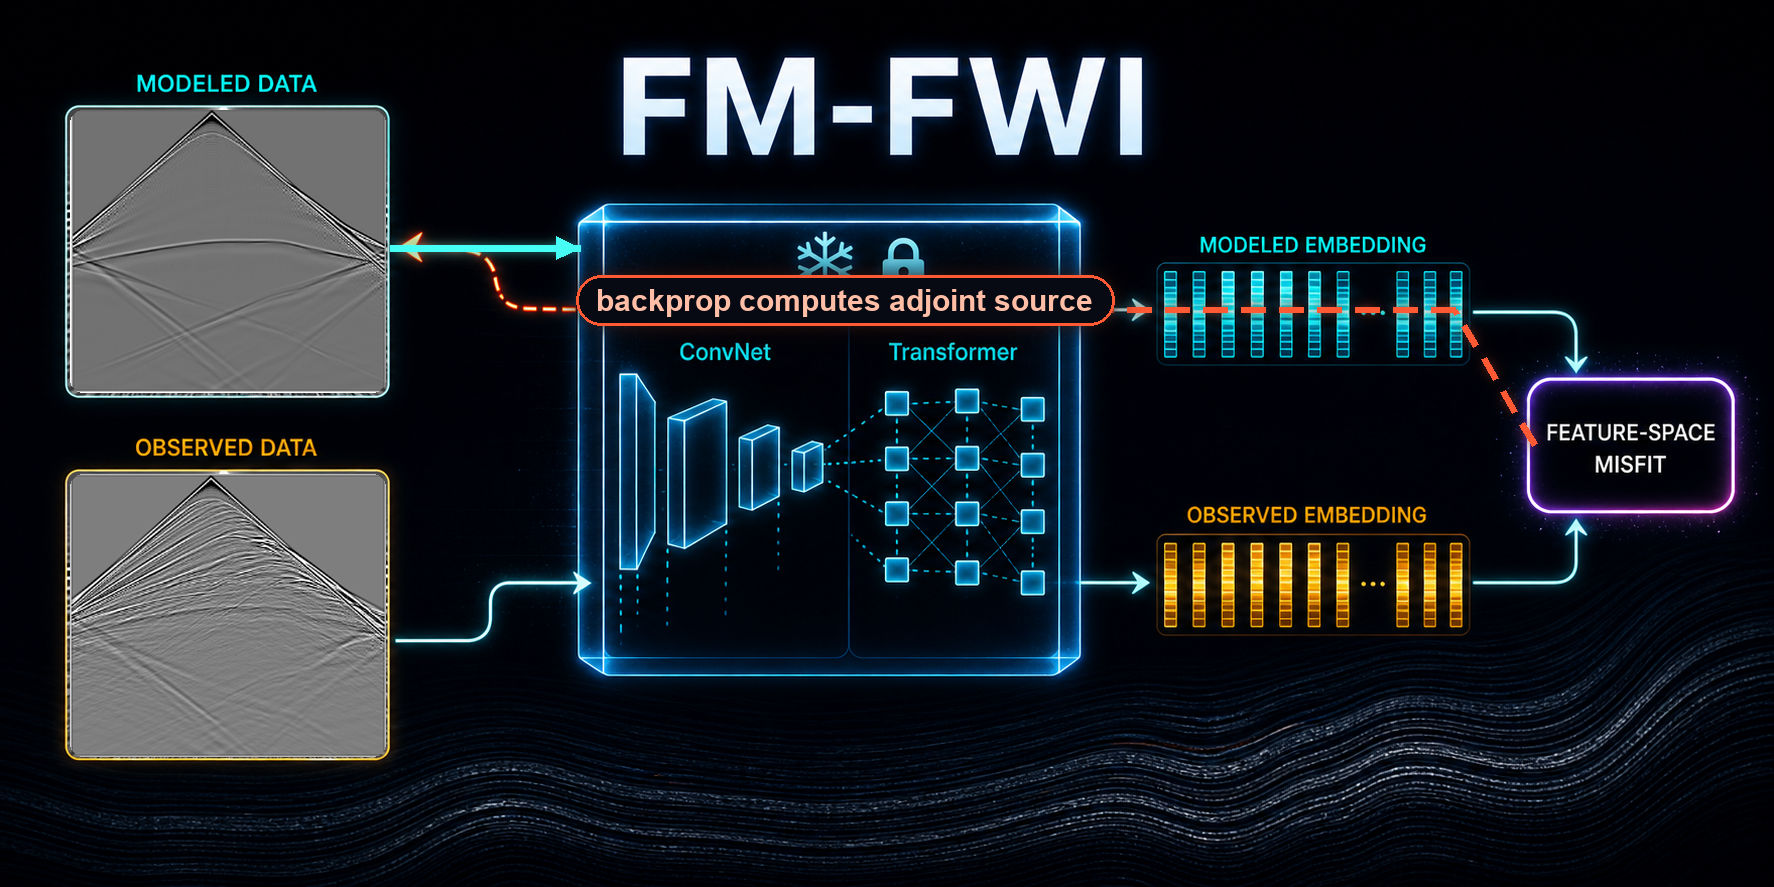 FM-FWI
MODELED DATA
OBSERVED DATA
backprop computes adjoint source
ConvNet
Transformer
MODELED EMBEDDING
OBSERVED EMBEDDING
FEATURE-SPACE
MISFIT